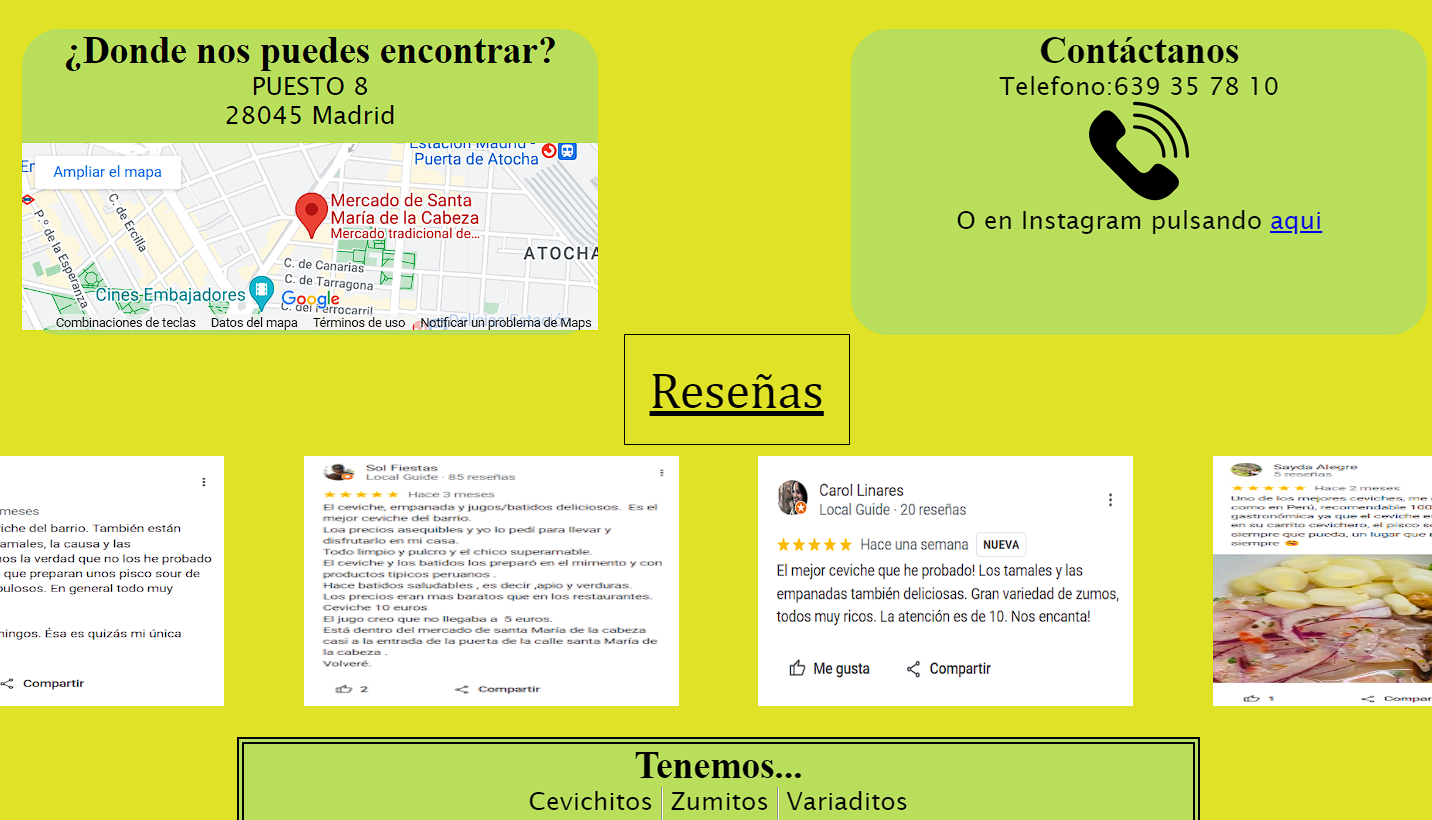 ¿Donde nos puedes encontrar?
PUESTO 8
28045 Madrid
Ampliar el mapa
Puerta de Atocha
C. de Ercilla
P.º de la Esperanza
Mercado de Santa
María de la Cabeza
Mercado tradicional de...
ATOCHA
C. de Canarias
C. de Tarragona
C. del Ferrocarril
Cines Embajadores
Google
Combinaciones de teclas
Datos del mapa
Términos de uso
Notificar un problema de Maps
Contáctanos
Telefono:639 35 78 10
O en Instagram pulsando aqui
Reseñas
meses
iche del barrio. También están
amales, la causa y las
nos la verdad que no los he probado
que preparan unos pisco sour de
bulosos. En general todo muy
mingos. Ésa es quizás mi única
Compartir
Sol Fiestas
Local Guide · 85 reseñas
Hace 3 meses
El ceviche, empanada y jugos/batidos deliciosos. Es el
mejor ceviche del barrio.
Loa precios asequibles y yo lo pedí para llevar y
disfrutarlo en mi casa.
Todo limpio y pulcro y el chico superamable.
El ceviche y los batidos los preparó en el mimento y con
productos típicos peruanos .
Hace batidos saludables , es decir ,apio y verduras.
Los precios eran mas baratos que en los restaurantes.
Ceviche 10 euros
El jugo creo que no llegaba a 5 euros.
Está dentro del mercado de santa María de la cabeza
casi a la entrada de la puerta de la calle santa María de
la cabeza .
Volveré.
2
Compartir
Carol Linares
Local Guide · 20 reseñas
Hace una semana NUEVA
El mejor ceviche que he probado! Los tamales y las
empanadas también deliciosas. Gran variedad de zumos,
todos muy ricos. La atención es de 10. Nos encanta!
Me gusta
Compartir
Sayda Alegre
5 reseñas
Hace 2 meses
Uno de los mejores ceviches, me
como en Perú, recomendable 100
gastronómica ya que el ceviche e
en su carrito cevichero, el pisco s
siempre que pueda, un lugar que
siempre
1
Compar
Tenemos...
Cevichitos Zumitos Variaditos